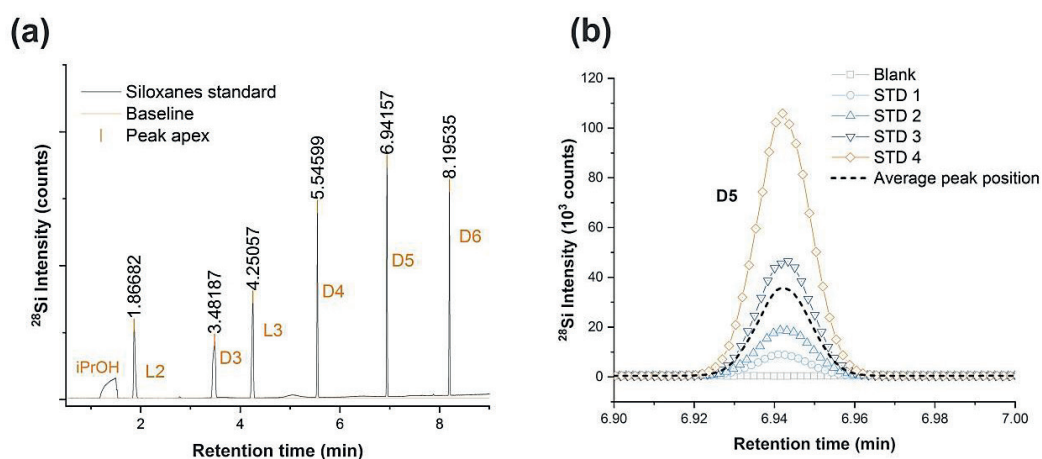 (a)
Siloxanes standard
Baseline
Peak apex
1.86682
3.48187
4.25057
5.54599
6.94157
8.19535
iPrOH
L2
D3
L3
D4
D5
D6
2 4 6 8
²⁸Si Intensity (counts)
Retention time (min)
(b)
Blank
STD 1
STD 2
STD 3
STD 4
Average peak position
D5
120
100
80
60
40
20
0
6.90 6.92 6.94 6.96 6.98 7.00
²⁸Si Intensity (10³ counts)
Retention time (min)